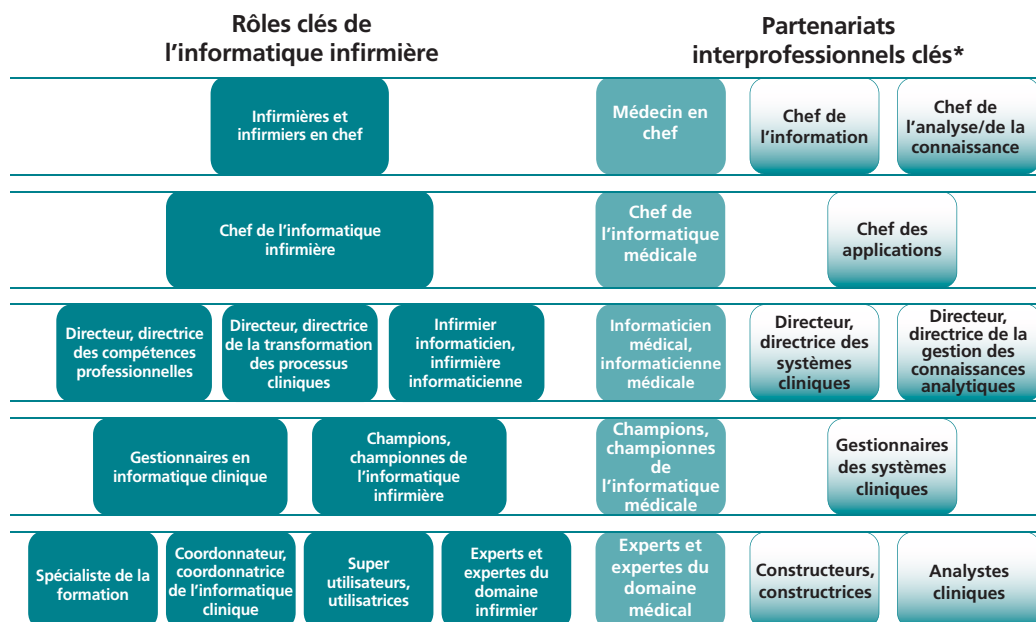 Rôles clés de
l'informatique infirmière
Partenariats
interprofessionnels clés*
Infirmières et
infirmiers en chef
Médecin en
chef
Chef de
l'information
Chef de
l'analyse/de la
connaissance
Chef de l'informatique
infirmière
Chef de
l'informatique
médicale
Chef des
applications
Directeur, directrice
des compétences
professionnelles
Directeur, directrice
de la transformation
des processus
cliniques
Infirmier
informaticien,
infirmière
informaticienne
Informaticien
médical,
informaticienne
médicale
Directeur,
directrice des
systèmes
cliniques
Directeur,
directrice de la
gestion des
connaissances
analytiques
Gestionnaires en
informatique clinique
Champions,
championnes de
l'informatique
infirmière
Champions,
championnes
de
l'informatique
médicale
Gestionnaires
des systèmes
cliniques
Spécialiste de la
formation
Coordonnateur,
coordonnatrice
de l'informatique
clinique
Super
utilisateurs,
utilisatrices
Experts et
expertes du
domaine
infirmier
Experts et
expertes du
domaine
médical
Constructeurs,
constructrices
Analystes
cliniques